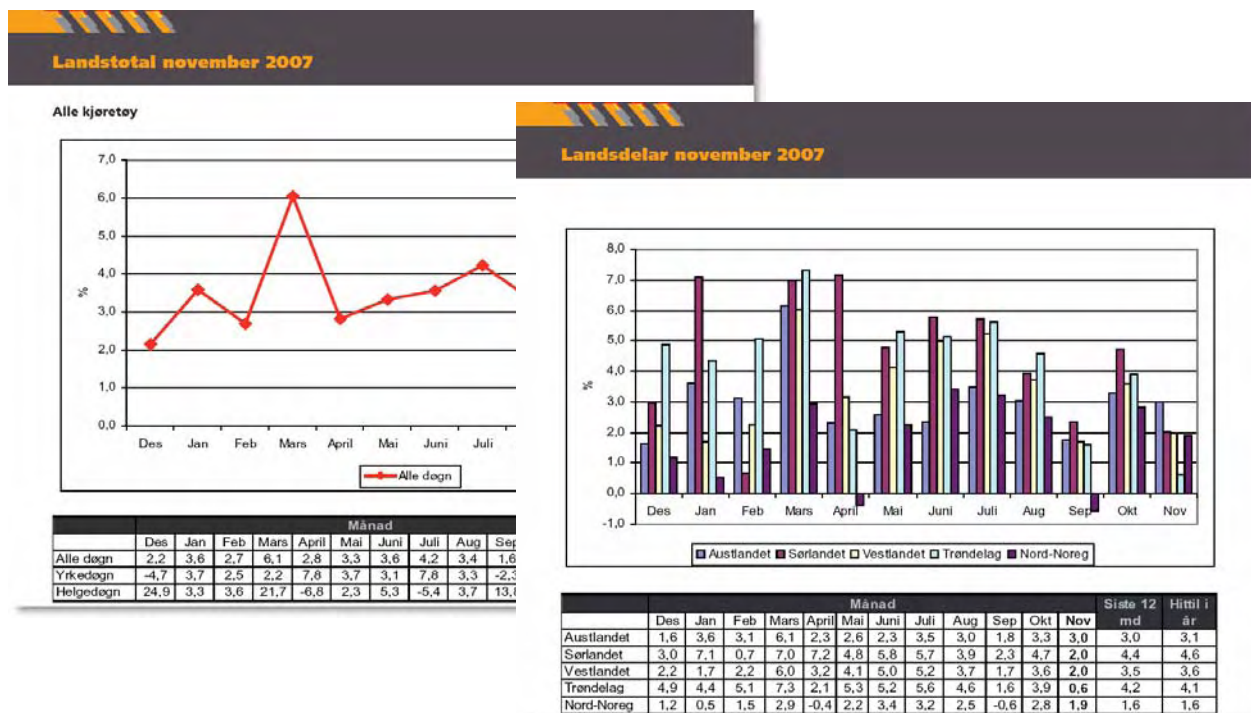 Landstotal november 2007
Alle kjøretøy
7,0
6,0
5,0
4,0
3,0
2,0
1,0
0,0
%
Des Jan Feb Mars April Mai Juni Juli
Alle døgn
Månad
Des Jan Feb Mars April Mai Juni Juli Aug Sep
Alle døgn 2,2 3,6 2,7 6,1 2,8 3,3 3,6 4,2 3,4 1,6
Yrkedøgn -4,7 3,7 2,5 2,2 7,8 3,7 3,1 7,8 3,3 -2,3
Helgedøgn 24,9 3,3 3,6 21,7 -6,8 2,3 5,3 -5,4 3,7 13,8
Landsdelar november 2007
8,0
7,0
6,0
5,0
4,0
3,0
2,0
1,0
0,0
-1,0
%
Des Jan Feb Mars April Mai Juni Juli Aug Sep Okt Nov
Austlandet Sørlandet Vestlandet Trøndelag Nord-Noreg
Månad Siste 12 md Hittil i år
Des Jan Feb Mars April Mai Juni Juli Aug Sep Okt Nov
Austlandet 1,6 3,6 3,1 6,1 2,3 2,6 2,3 3,5 3,0 1,8 3,3 3,0 3,0 3,1
Sørlandet 3,0 7,1 0,7 7,0 7,2 4,8 5,8 5,7 3,9 2,3 4,7 2,0 4,4 4,6
Vestlandet 2,2 1,7 2,2 6,0 3,2 4,1 5,0 5,2 3,7 1,7 3,6 2,0 3,5 3,6
Trøndelag 4,9 4,4 5,1 7,3 2,1 5,3 5,2 5,6 4,6 1,6 3,9 0,6 4,2 4,1
Nord-Noreg 1,2 0,5 1,5 2,9 -0,4 2,2 3,4 3,2 2,5 -0,6 2,8 1,9 1,6 1,6